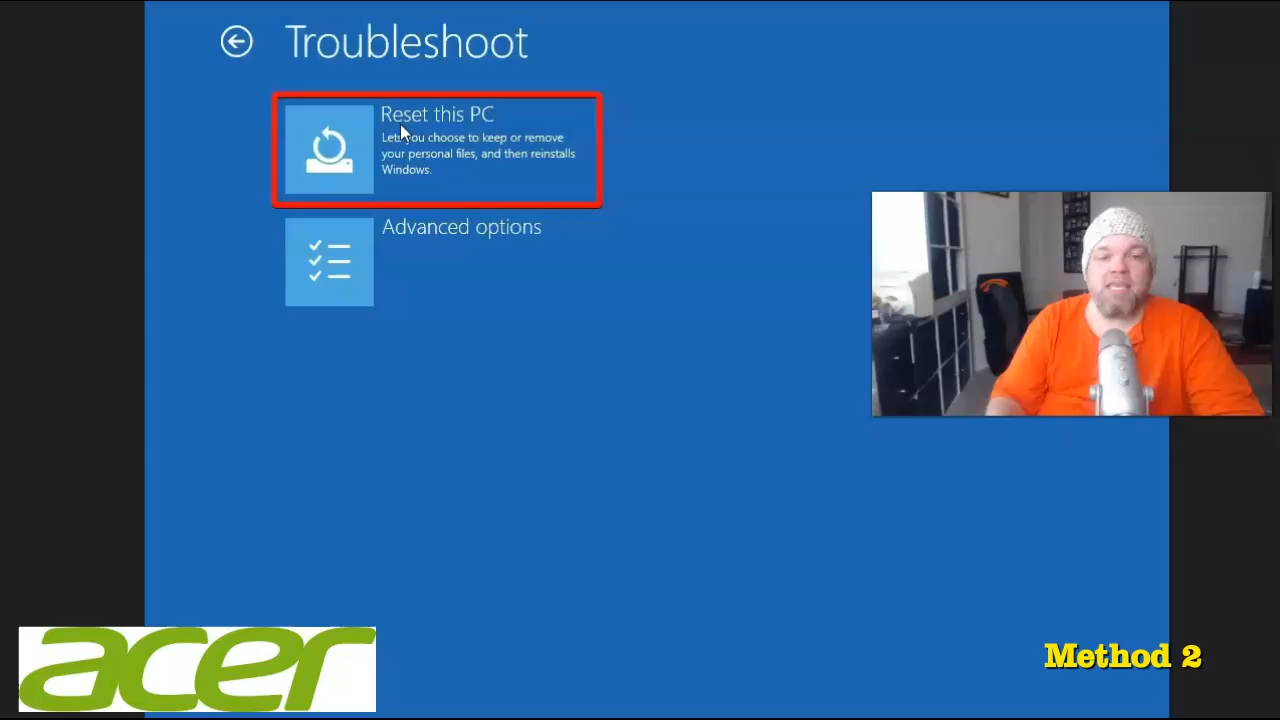 Troubleshoot
Reset this PC
Lets you choose to keep or remove
your personal files, and then reinstalls
Windows.
Advanced options
acer
Method 2